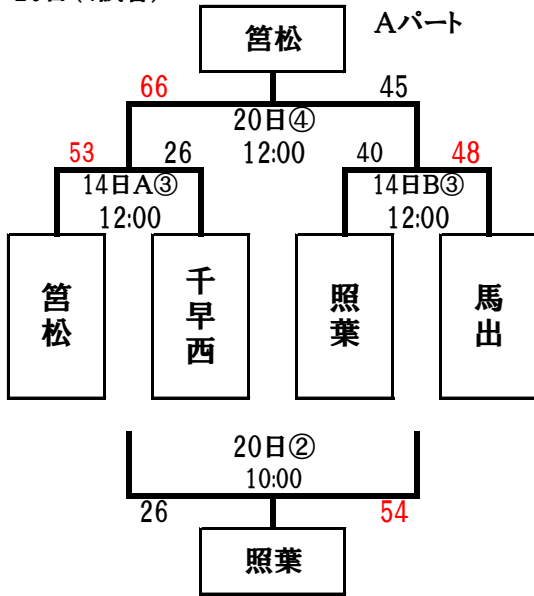 Aパート
筥松
66
45
20日④
12:00
53
26
40
48
14日A③
12:00
14日B③
12:00
筥松
千早西
照葉
馬出
20日②
10:00
26
54
照葉